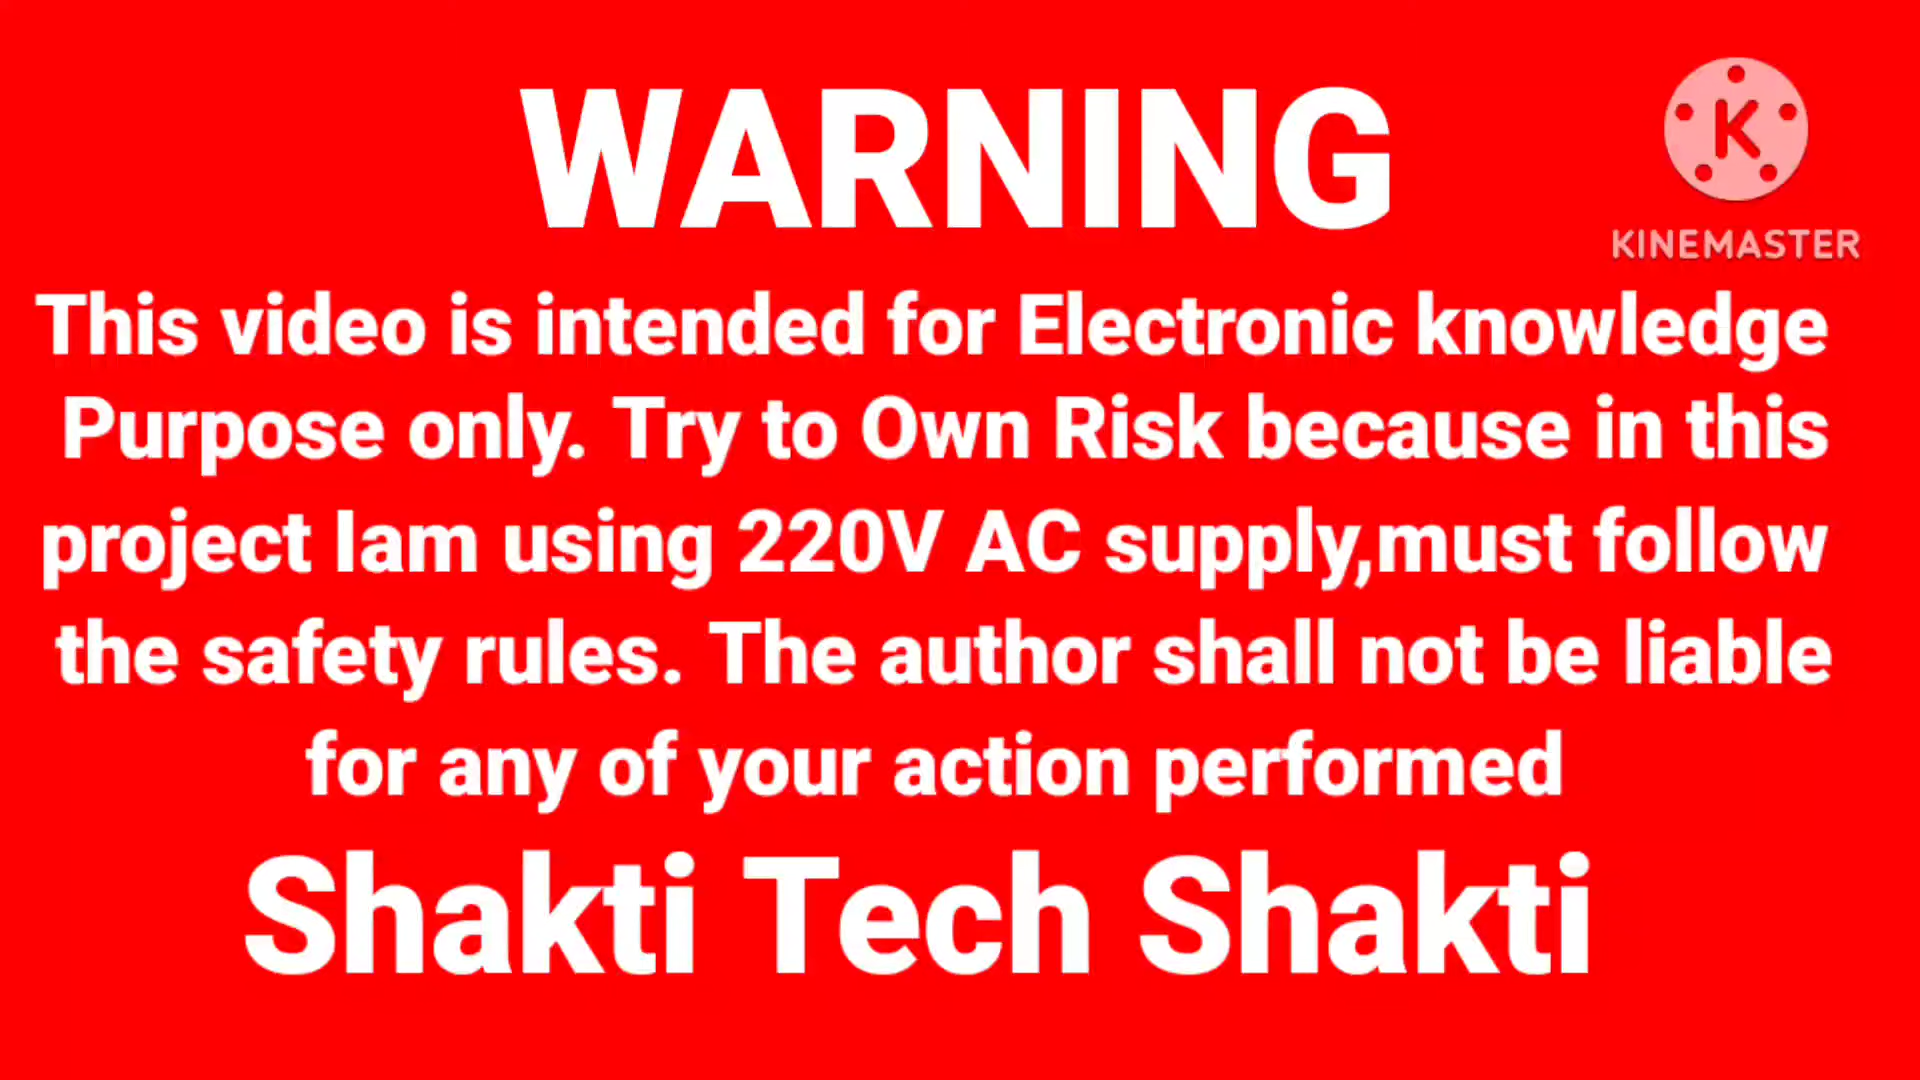 WARNING
K
KINEMASTER
This video is intended for Electronic knowledge
Purpose only. Try to Own Risk because in this
project Iam using 220V AC supply,must follow
the safety rules. The author shall not be liable
for any of your action performed
Shakti Tech Shakti